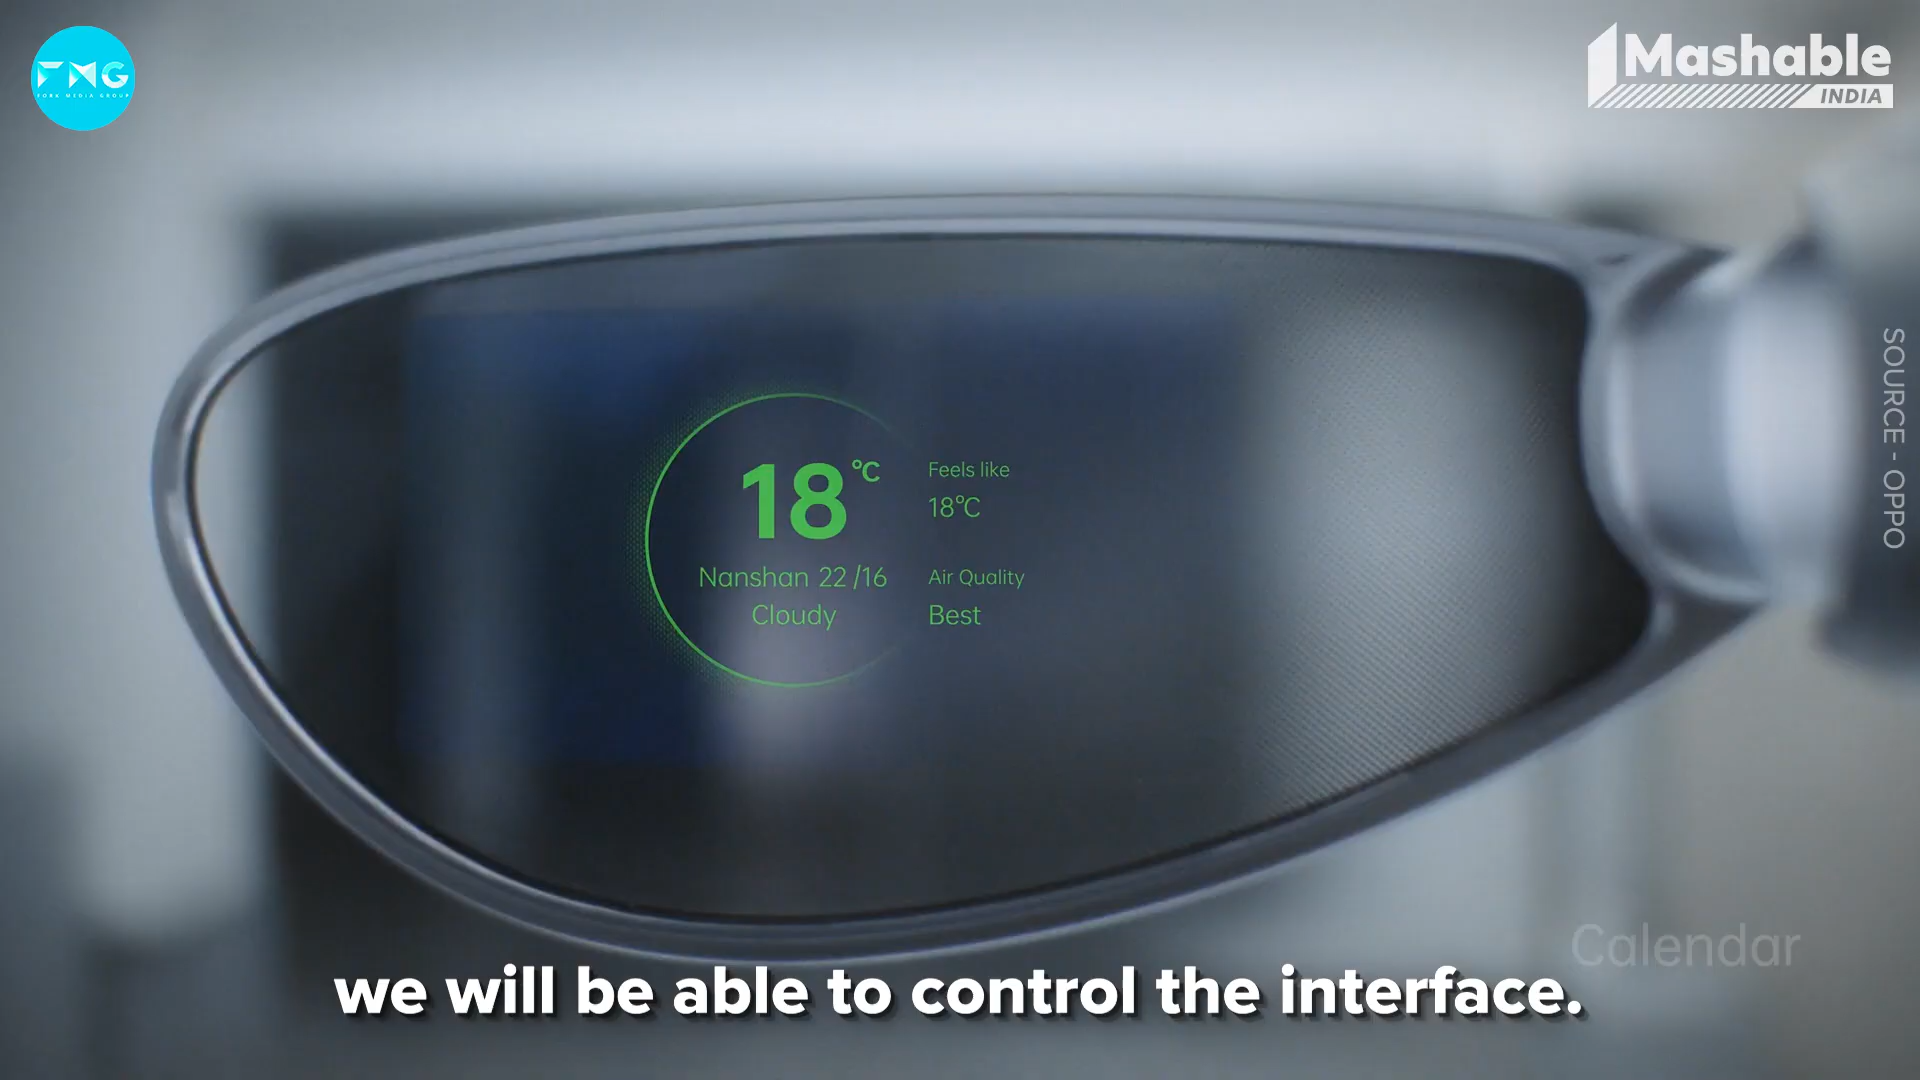 FMG
FORK MEDIA GROUP
Mashable
INDIA
SOURCE - OPPO
18°C
Nanshan 22 /16
Cloudy
Feels like
18°C
Air Quality
Best
Calendar
we will be able to control the interface.